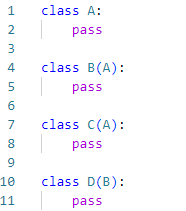 1 class A:
2     pass
3
4 class B(A):
5     pass
6
7 class C(A):
8     pass
9
10 class D(B):
11     pass